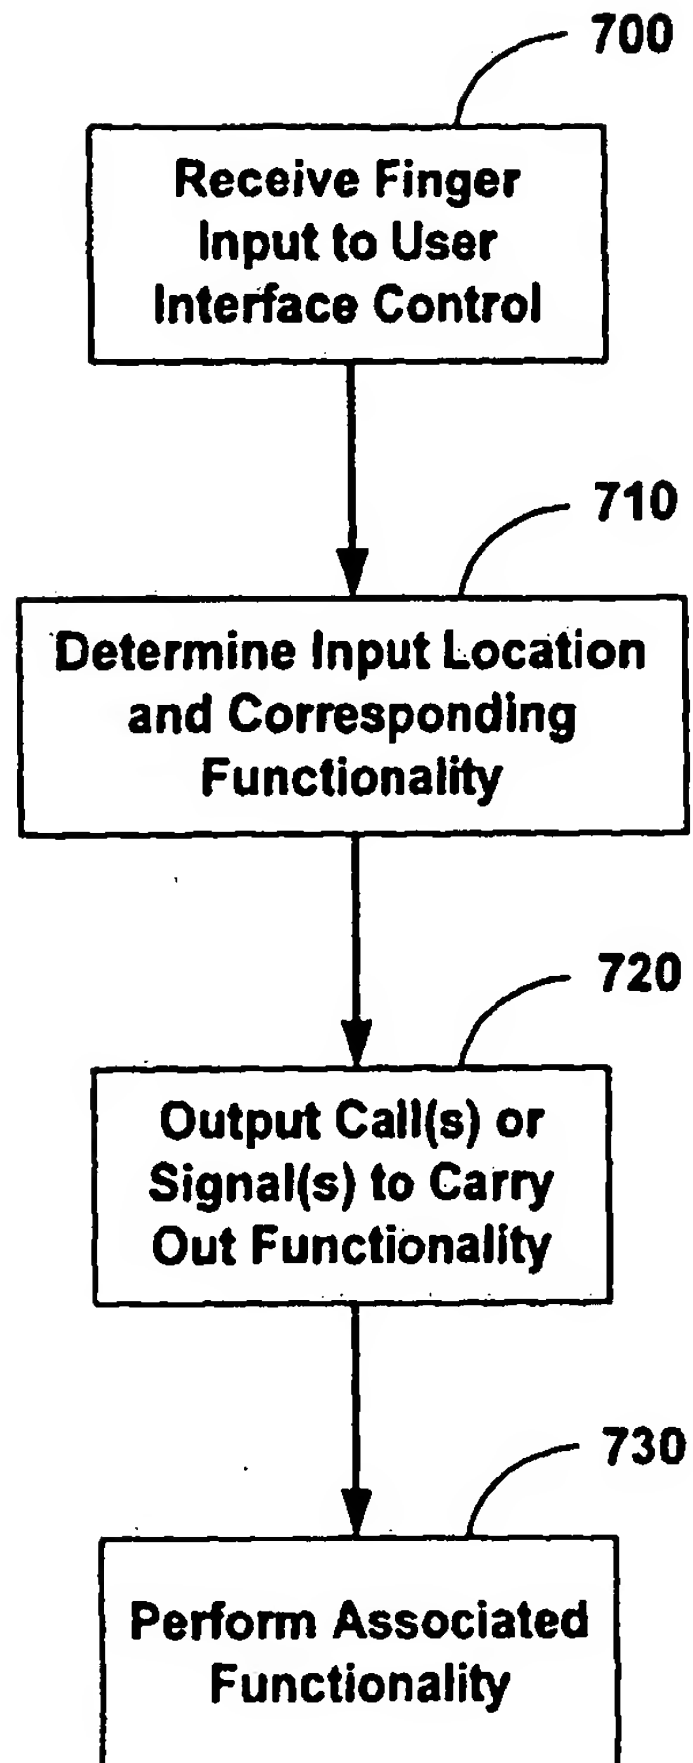 700
Receive Finger
Input to User
Interface Control
710
Determine Input Location
and Corresponding
Functionality
720
Output Call(s) or
Signal(s) to Carry
Out Functionality
730
Perform Associated
Functionality